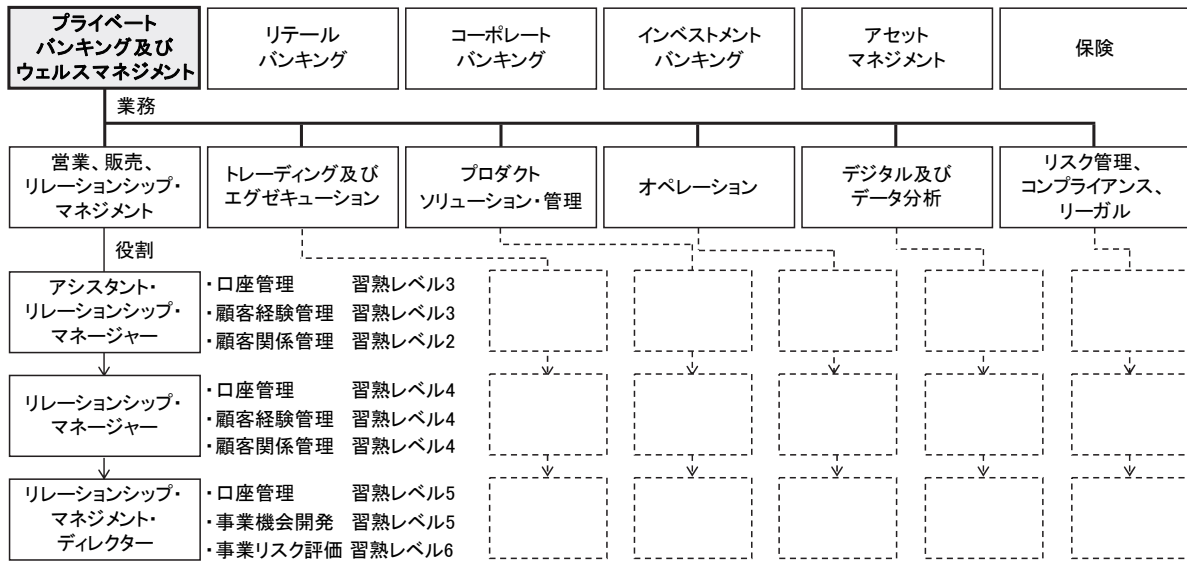 プライベート
バンキング及び
ウェルスマネジメント
リテール
バンキング
コーポレート
バンキング
インベストメント
バンキング
アセット
マネジメント
保険
業務
営業、販売、
リレーションシップ・
マネジメント
トレーディング及び
エグゼキューション
プロダクト
ソリューション・管理
オペレーション
デジタル及び
データ分析
リスク管理、
コンプライアンス、
リーガル
役割
アシスタント・
リレーションシップ・
マネージャー
・口座管理 習熟レベル3
・顧客経験管理 習熟レベル3
・顧客関係管理 習熟レベル2
リレーションシップ・
マネージャー
・口座管理 習熟レベル4
・顧客経験管理 習熟レベル4
・顧客関係管理 習熟レベル4
リレーションシップ・
マネジメント・
ディレクター
・口座管理 習熟レベル5
・事業機会開発 習熟レベル5
・事業リスク評価 習熟レベル6